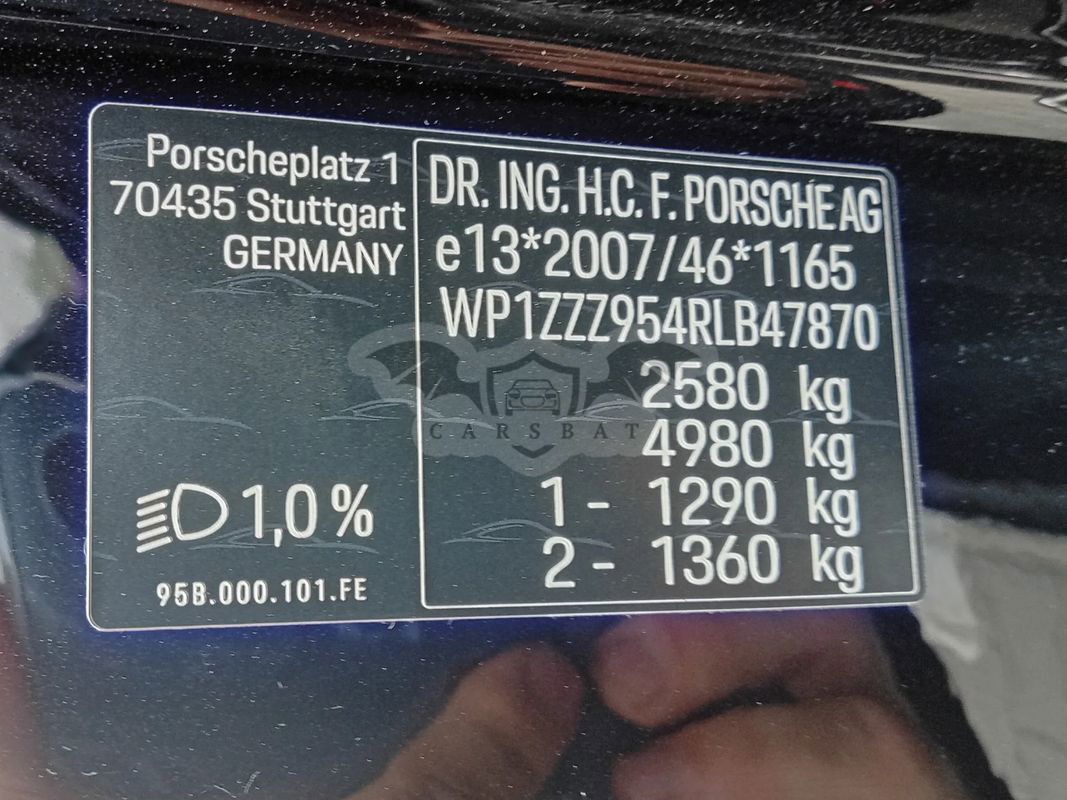 Porscheplatz 1
70435 Stuttgart
GERMANY
1,0 %
95B.000.101.FE
DR. ING. H.C. F. PORSCHE AG
e13*2007/46*1165
WP1ZZZ954RLB47870
2580 kg
4980 kg
1 - 1290 kg
2 - 1360 kg
CARSBAT